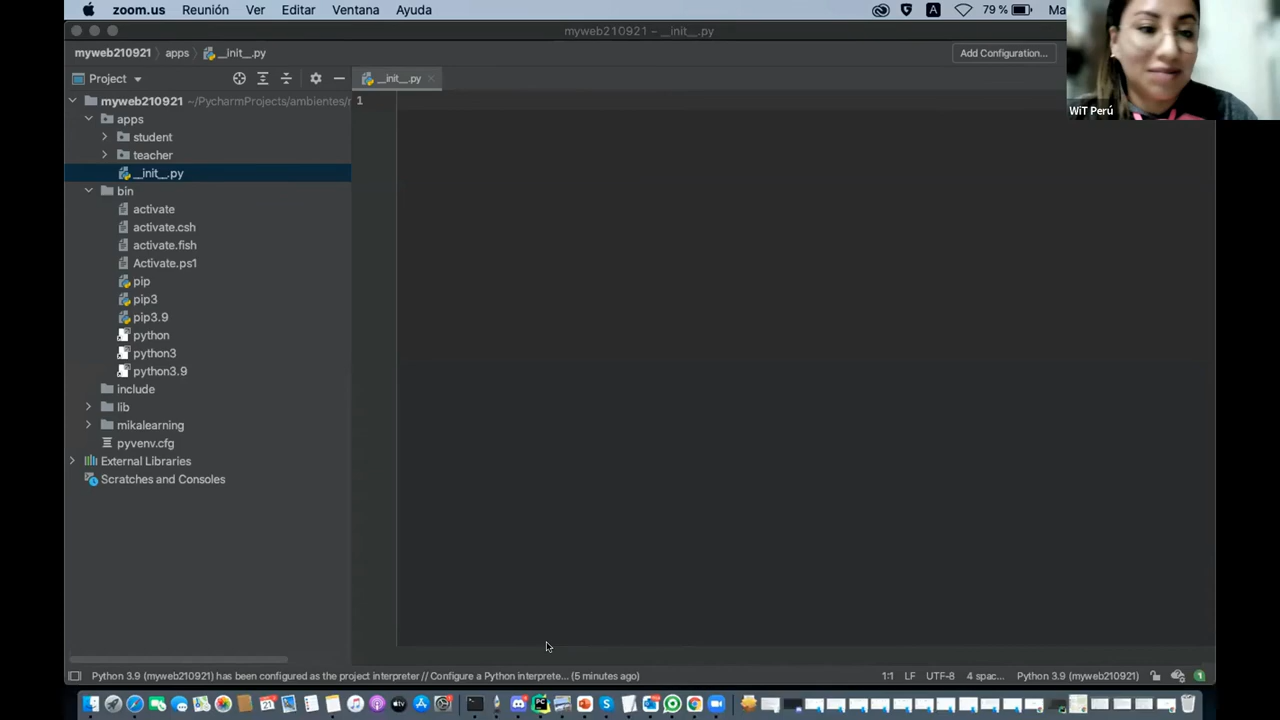 zoom.us Reunión Ver Editar Ventana Ayuda A 79 % Ma
myweb210921 – __init__.py
myweb210921 apps __init__.py Add Configuration...
Project __init__.py
WiT Perú
myweb210921 ~/PycharmProjects/ambientes/
1
apps
student
teacher
__init__.py
bin
activate
activate.csh
activate.fish
Activate.ps1
pip
pip3
pip3.9
python
python3
python3.9
include
lib
mikalearning
pyvenv.cfg
External Libraries
Scratches and Consoles
Python 3.9 (myweb210921) has been configured as the project interpreter // Configure a Python interprete... (5 minutes ago) 1:1 LF UTF-8 4 spac... Python 3.9 (myweb210921) 1